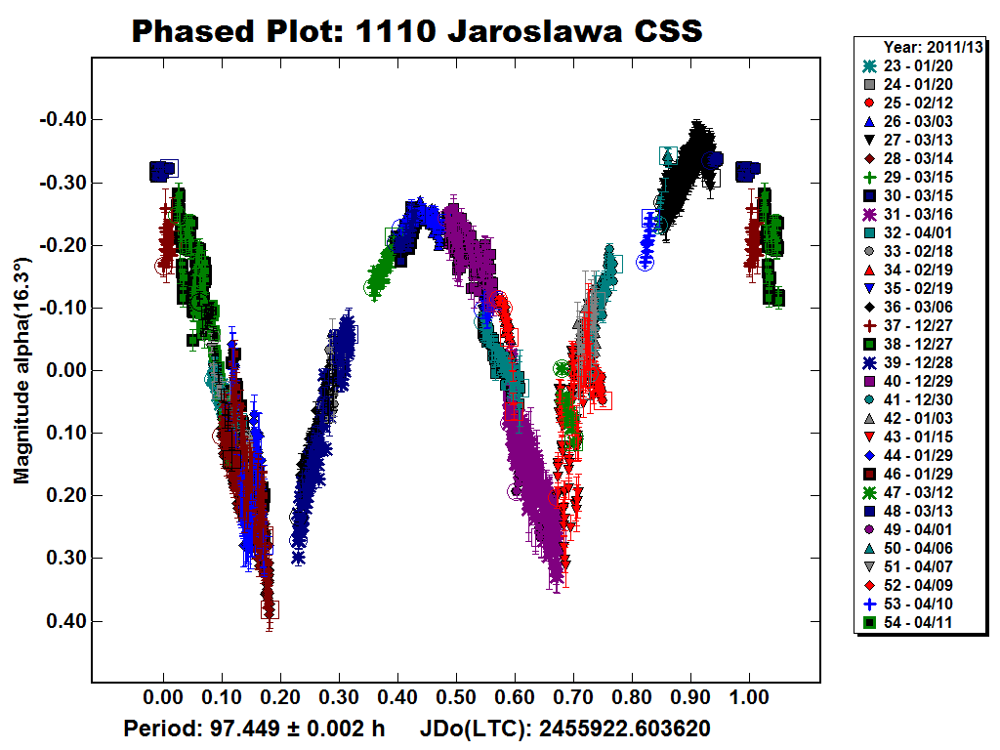 Phased Plot: 1110 Jaroslawa CSS
Year: 2011/13
23 - 01/20
24 - 01/20
25 - 02/12
26 - 03/03
27 - 03/13
28 - 03/14
29 - 03/15
30 - 03/15
31 - 03/16
32 - 04/01
33 - 02/18
34 - 02/19
35 - 02/19
36 - 03/06
37 - 12/27
38 - 12/27
39 - 12/28
40 - 12/29
41 - 12/30
42 - 01/03
43 - 01/15
44 - 01/29
46 - 01/29
47 - 03/12
48 - 03/13
49 - 04/01
50 - 04/06
51 - 04/07
52 - 04/09
53 - 04/10
54 - 04/11
Magnitude alpha(16.3°)
-0.40
-0.30
-0.20
-0.10
0.00
0.10
0.20
0.30
0.40
0.00 0.10 0.20 0.30 0.40 0.50 0.60 0.70 0.80 0.90 1.00
Period: 97.449 ± 0.002 h JDo(LTC): 2455922.603620